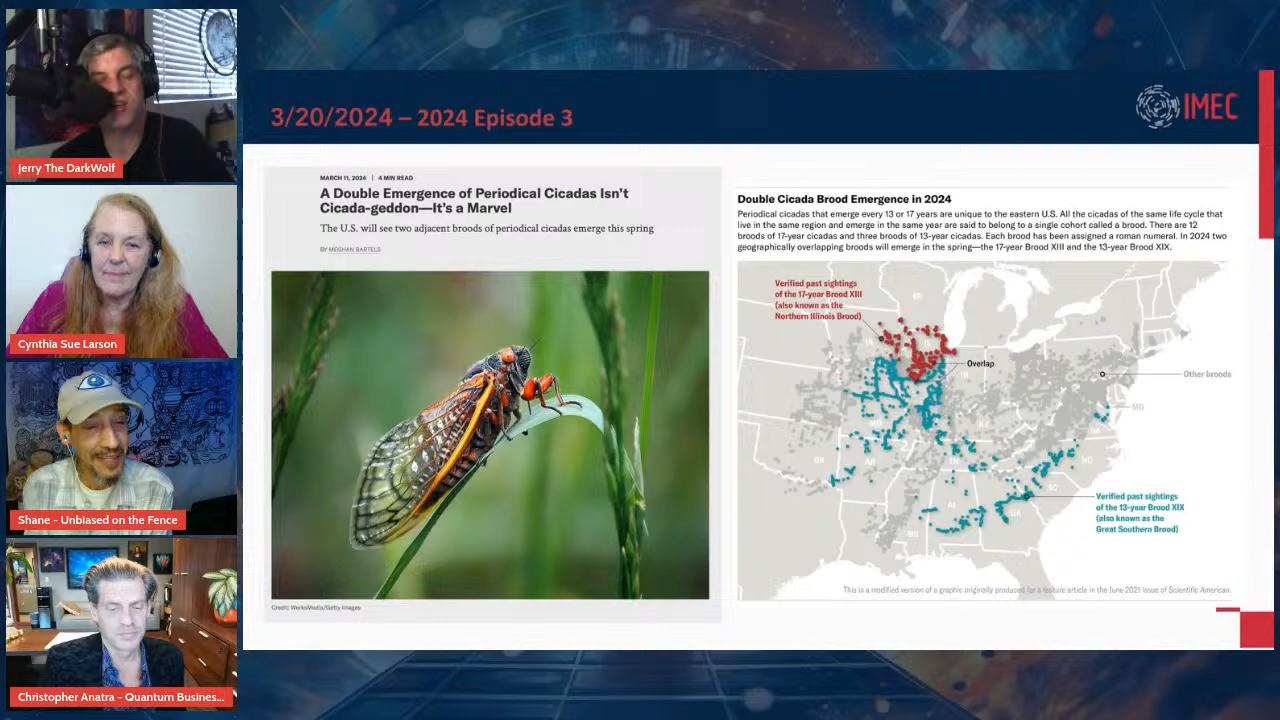 Jerry The DarkWolf
Cynthia Sue Larson
Shane - Unbiased on the Fence
Christopher Anatra - Quantum Busines...
3/20/2024 – 2024 Episode 3
IMEC
MARCH 11, 2024 | 4 MIN READ
A Double Emergence of Periodical Cicadas Isn't
Cicada-geddon—It's a Marvel
The U.S. will see two adjacent broods of periodical cicadas emerge this spring
BY MEGHAN BARTELS
Credit: WerksMedia/Getty Images
Double Cicada Brood Emergence in 2024
Periodical cicadas that emerge every 13 or 17 years are unique to the eastern U.S. All the cicadas of the same life cycle that
live in the same region and emerge in the same year are said to belong to a single cohort called a brood. There are 12
broods of 17-year cicadas and three broods of 13-year cicadas. Each brood has been assigned a roman numeral. In 2024 two
geographically overlapping broods will emerge in the spring—the 17-year Brood XIII and the 13-year Brood XIX.
Verified past sightings
of the 17-year Brood XIII
(also known as the
Northern Illinois Brood)
WI
Overlap
Other broods
MD
OK
AR
TN
NC
SC
AL
GA
Verified past sightings
of the 13-year Brood XIX
(also known as the
Great Southern Brood)
This is a modified version of a graphic originally produced for a feature article in the June 2021 issue of Scientific American.